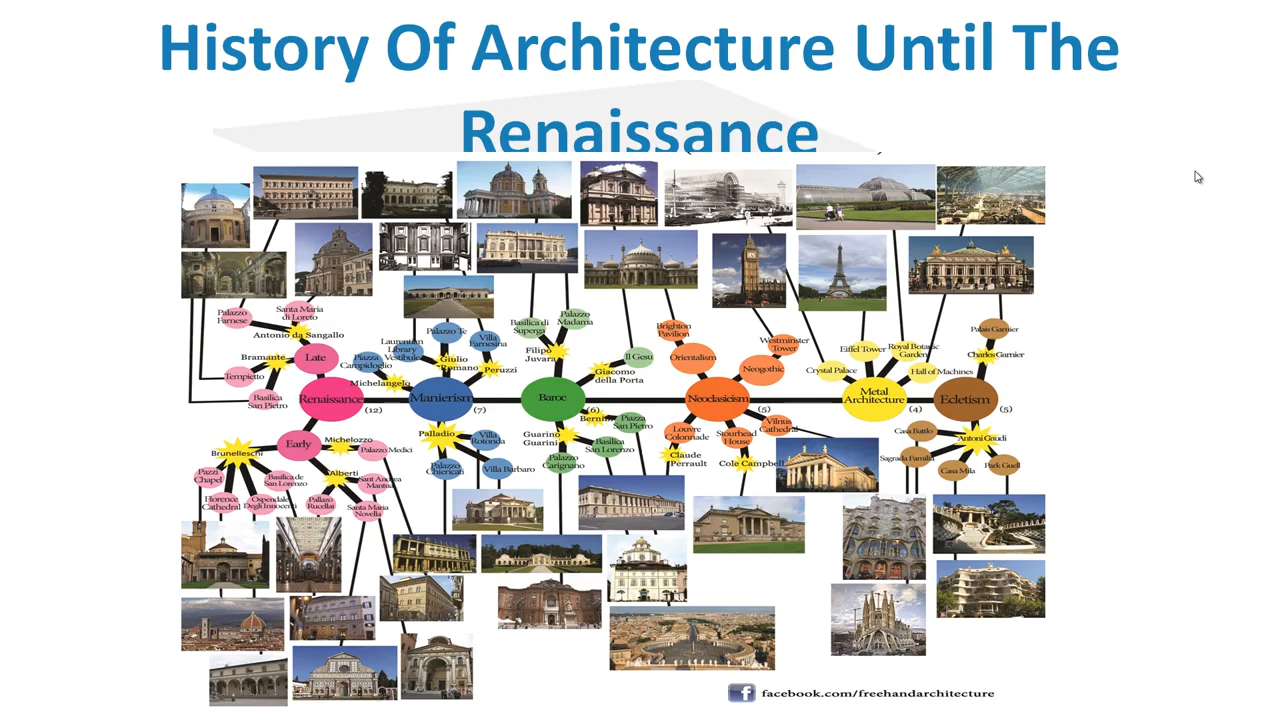 History Of Architecture Until The
Renaissance
Palazzo
Farnese
Santa Maria
di Loreto
Antonio da Sangallo
Late
Bramante
Tempietto
Basilica
San Pietro
Renaissance
(12)
Early
Michelozzo
Palazzo Medici
Brunelleschi
Pazzi
Chapel
Florence
Cathedral
Basilica de
San Lorenzo
Ospendale
Degli Innocenti
Alberti
Pallazo
Rucellai
Sant Andrea
Mantua
Santa Maria
Novella
Piazza
Campidoglio
Laurentian
Library
Vestibule
Michelangelo
Palazzo Te
Giulio
Romano
Villa
Farnesina
Peruzzi
Manierism
(7)
Palladio
Villa
Rotonda
Palazzo
Chiericati
Villa Barbaro
Basilica di
Superga
Palazzo
Madama
Filipo
Juvara
Il Gesu
Giacomo
della Porta
Baroc
(6)
Bernini
Piazza
San Pietro
Guarino
Guarini
Basilica
San Lorenzo
Palazzo
Carignano
Brighton
Pavilion
Orientalism
Westminster
Tower
Neogothic
Neoclasicism
(5)
Louvre
Colonnade
Claude
Perrault
Stourhead
House
Cole Campbell
Vilnus
Cathedral
Crystal Palace
Eiffel Tower
Royal Botanic
Garden
Hall of Machines
Metal
Architecture
(4)
Palais Garnier
Charles Garnier
Ecletism
(5)
Casa Batllo
Antoni Gaudi
Sagrada Familia
Casa Mila
Park Guell
f
facebook.com/freehandarchitecture